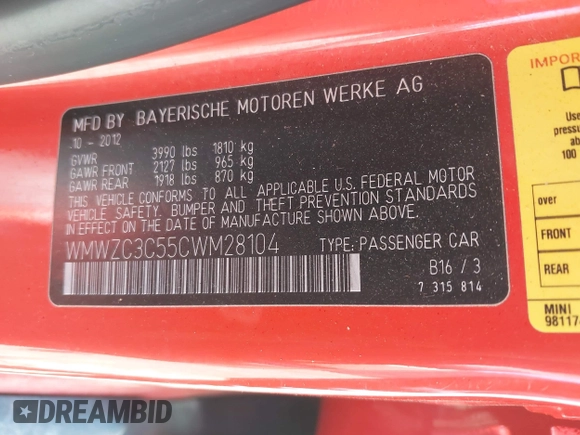 MFD BY BAYERISCHE MOTOREN WERKE AG
10 - 2012
GVWR 3990 lbs 1810 kg
GAWR FRONT 2127 lbs 965 kg
GAWR REAR 1918 lbs 870 kg
THIS VEHICLE CONFORMS TO ALL APPLICABLE U.S. FEDERAL MOTOR
VEHICLE SAFETY, BUMPER AND THEFT PREVENTION STANDARDS
IN EFFECT ON THE DATE OF MANUFACTURE SHOWN ABOVE.
WMWZC3C55CWM28104 TYPE: PASSENGER CAR
B16 / 3
7 315 814
IMPOR
Use
pressu
ab
100
over
FRONT
REAR
MINI
98117
DREAMBID